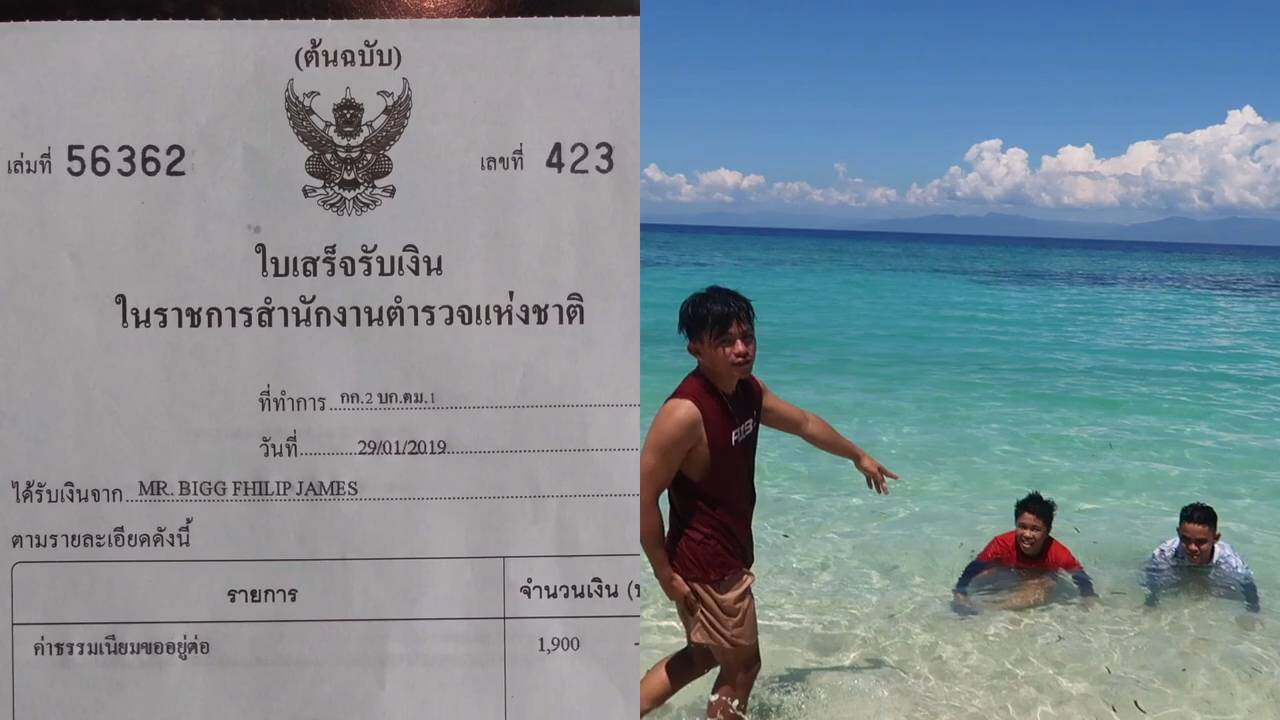 (ต้นฉบับ)
เล่มที่ 56362
เลขที่ 423
ใบเสร็จรับเงิน
ในราชการสำนักงานตำรวจแห่งชาติ
ที่ทำการ กก.2 บก.ตม.1
วันที่ 29/01/2019
ได้รับเงินจาก MR. BIGG FHILIP JAMES
ตามรายละเอียดดังนี้
รายการ จำนวนเงิน
ค่าธรรมเนียมขออยู่ต่อ 1,900 -